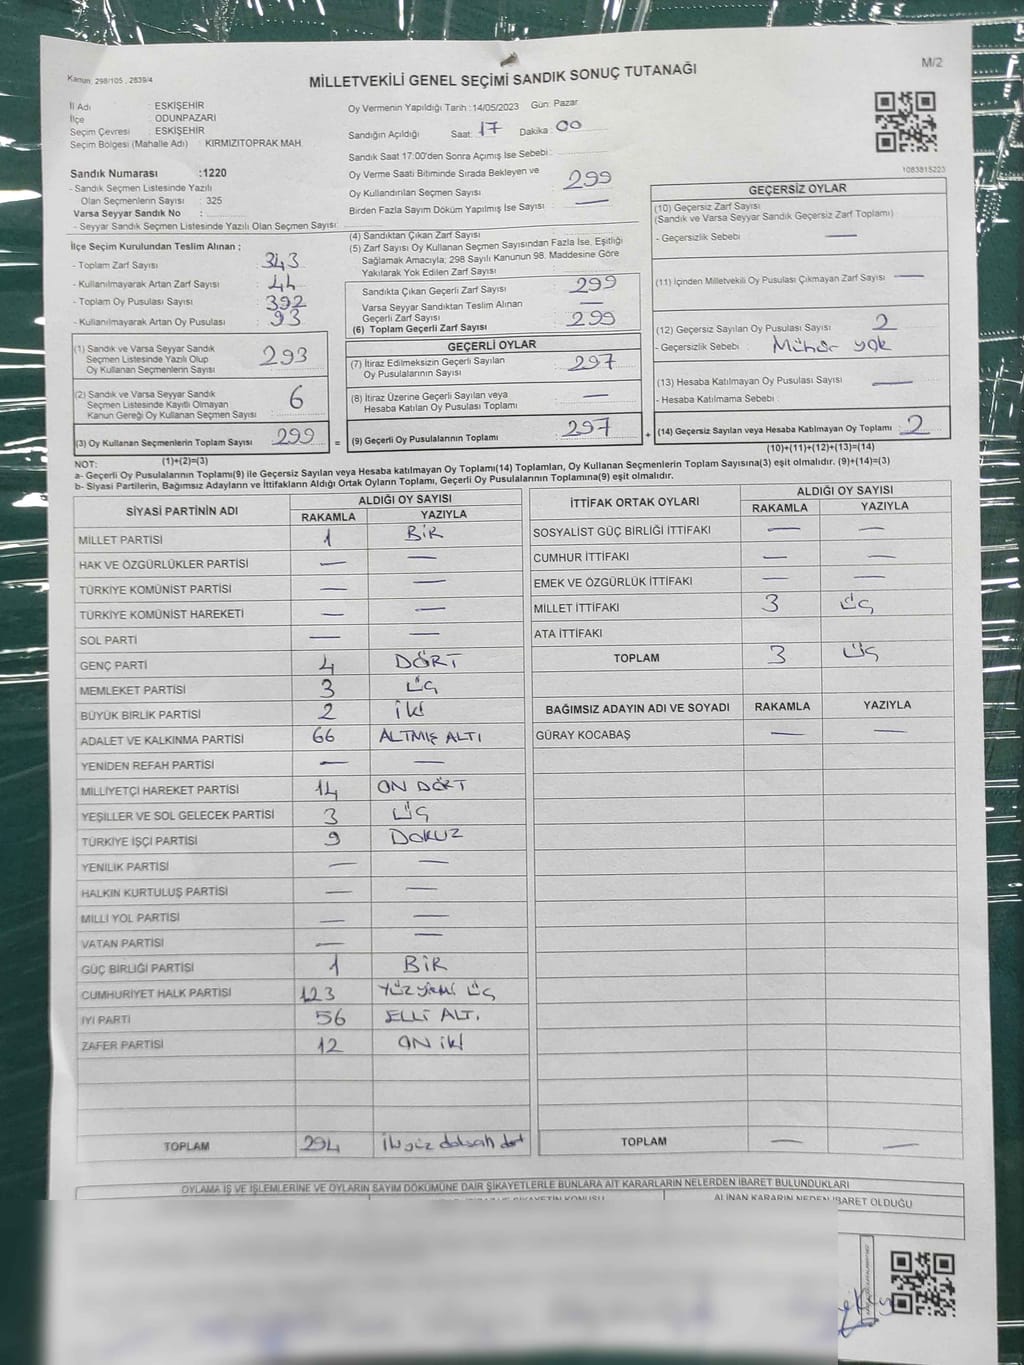 Kanun: 298/105 , 2839/4
MİLLETVEKİLİ GENEL SEÇİMİ SANDIK SONUÇ TUTANAĞI
M/2
İl Adı : ESKİŞEHİR
İlçe : ODUNPAZARI
Seçim Çevresi : ESKİŞEHİR
Seçim Bölgesi (Mahalle Adı) : KIRMIZITOPRAK MAH.
Sandık Numarası :1220
- Sandık Seçmen Listesinde Yazılı
Olan Seçmenlerin Sayısı : 325
Varsa Seyyar Sandık No :
- Seyyar Seçmen Listesinde Yazılı Olan Seçmen Sayısı:
Oy Vermenin Yapıldığı Tarih :14/05/2023 Gün: Pazar
Sandığın Açıldığı Saat: 17 Dakika: 00
Sandık Saat 17:00'den Sonra Açımış İse Sebebi:
Oy Verme Saati Bitiminde Sırada Bekleyen ve
Oy Kullandırılan Seçmen Sayısı 299
Birden Fazla Sayım Döküm Yapılmış İse Sayısı : —
1083815223
İlçe Seçim Kurulundan Teslim Alınan ;
- Toplam Zarf Sayısı : 343
- Kullanılmayarak Artan Zarf Sayısı : 44
- Toplam Oy Pusulası Sayısı : 392
- Kullanılmayarak Artan Oy Pusulası : 93
(1) Sandık ve Varsa Seyyar Sandık
Seçmen Listesinde Yazılı Olup
Oy Kullanan Seçmenlerin Sayısı 293
(2) Sandık ve Varsa Seyyar Sandık
Seçmen Listesinde Kayıtlı Olmayan
Kanun Gereği Oy Kullanan Seçmen Sayısı 6
(3) Oy Kullanan Seçmenlerin Toplam Sayısı 299
(1)+(2)=(3)
(4) Sandıktan Çıkan Zarf Sayısı
(5) Zarf Sayısı Oy Kullanan Seçmen Sayısından Fazla İse, Eşitliği
Sağlamak Amacıyla; 298 Sayılı Kanunun 98. Maddesine Göre
Yakılarak Yok Edilen Zarf Sayısı
Sandıkta Çıkan Geçerli Zarf Sayısı 299
Varsa Seyyar Sandıktan Teslim Alınan
Geçerli Zarf Sayısı —
(6) Toplam Geçerli Zarf Sayısı 299
GEÇERLİ OYLAR
(7) İtiraz Edilmeksizin Geçerli Sayılan
Oy Pusulalarının Sayısı 297
(8) İtiraz Üzerine Geçerli Sayılan veya
Hesaba Katılan Oy Pusulası Toplamı —
= (9) Geçerli Oy Pusulalarının Toplamı 297
GEÇERSİZ OYLAR
(10) Geçersiz Zarf Sayısı
(Sandık ve Varsa Seyyar Sandık Geçersiz Zarf Toplamı)
- Geçersizlik Sebebi : —
(11) İçinden Milletvekili Oy Pusulası Çıkmayan Zarf Sayısı —
(12) Geçersiz Sayılan Oy Pusulası Sayısı 2
- Geçersizlik Sebebi : Mühür yok
(13) Hesaba Katılmayan Oy Pusulası Sayısı —
- Hesaba Katılmama Sebebi :
+ (14) Geçersiz Sayılan veya Hesaba Katılmayan Oy Toplamı 2
(10)+(11)+(12)+(13)=(14)
NOT:
a- Geçerli Oy Pusulalarının Toplamı(9) ile Geçersiz Sayılan veya Hesaba katılmayan Oy Toplamı(14) Toplamları, Oy Kullanan Seçmenlerin Toplam Sayısına(3) eşit olmalıdır. (9)+(14)=(3)
b- Siyasi Partilerin, Bağımsız Adayların ve İttifakların Aldığı Ortak Oyların Toplamı, Geçerli Oy Pusulalarının Toplamına(9) eşit olmalıdır.
SİYASİ PARTİNİN ADI ALDIĞI OY SAYISI
RAKAMLA YAZIYLA
MİLLET PARTİSİ 1 BİR
HAK VE ÖZGÜRLÜKLER PARTİSİ — —
TÜRKİYE KOMÜNİST PARTİSİ — —
TÜRKİYE KOMÜNİST HAREKETİ — —
SOL PARTİ — —
GENÇ PARTİ 4 DÖRT
MEMLEKET PARTİSİ 3 ÜÇ
BÜYÜK BİRLİK PARTİSİ 2 İKİ
ADALET VE KALKINMA PARTİSİ 66 ALTMIŞ ALTI
YENİDEN REFAH PARTİSİ — —
MİLLİYETÇİ HAREKET PARTİSİ 14 ON DÖRT
YEŞİLLER VE SOL GELECEK PARTİSİ 3 ÜÇ
TÜRKİYE İŞÇİ PARTİSİ 9 DOKUZ
YENİLİK PARTİSİ — —
HALKIN KURTULUŞ PARTİSİ — —
MİLLİ YOL PARTİSİ — —
VATAN PARTİSİ — —
GÜÇ BİRLİĞİ PARTİSİ 1 BİR
CUMHURİYET HALK PARTİSİ 123 Yüz yirmi üç
İYİ PARTİ 56 ELLİ ALTI
ZAFER PARTİSİ 12 ON iKİ
TOPLAM 294 iki yüz doksan dört
İTTİFAK ORTAK OYLARI ALDIĞI OY SAYISI
RAKAMLA YAZIYLA
SOSYALİST GÜÇ BİRLİĞİ İTTİFAKI — —
CUMHUR İTTİFAKI — —
EMEK VE ÖZGÜRLÜK İTTİFAKI — —
MİLLET İTTİFAKI 3 ÜÇ
ATA İTTİFAKI
TOPLAM 3 ÜÇ
BAĞIMSIZ ADAYIN ADI VE SOYADI RAKAMLA YAZIYLA
GÜRAY KOCABAŞ — —
TOPLAM — —
OYLAMA İŞ VE İŞLEMLERİNE VE OYLARIN SAYIM DÖKÜMÜNE DAİR ŞİKAYETLERLE BUNLARA AİT KARARLARIN NELERDEN İBARET BULUNDUKLARI
ALINAN KARARIN NEDEN İBARET OLDUĞU